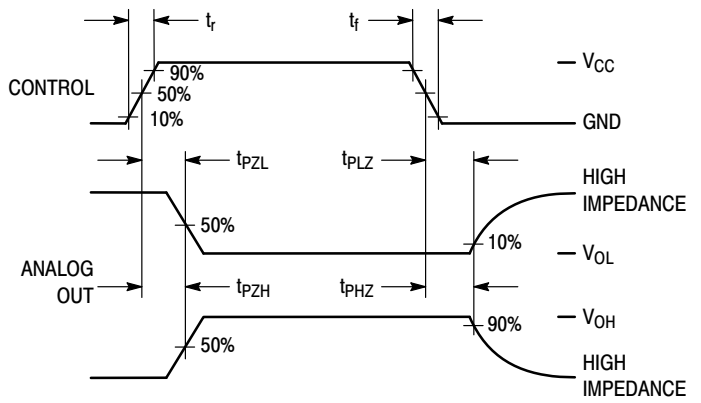 tr
tf
90%
VCC
CONTROL
50%
10%
GND
tPZL
tPLZ
HIGH
IMPEDANCE
50%
10%
VOL
ANALOG
OUT
tPZH
tPHZ
VOH
90%
50%
HIGH
IMPEDANCE